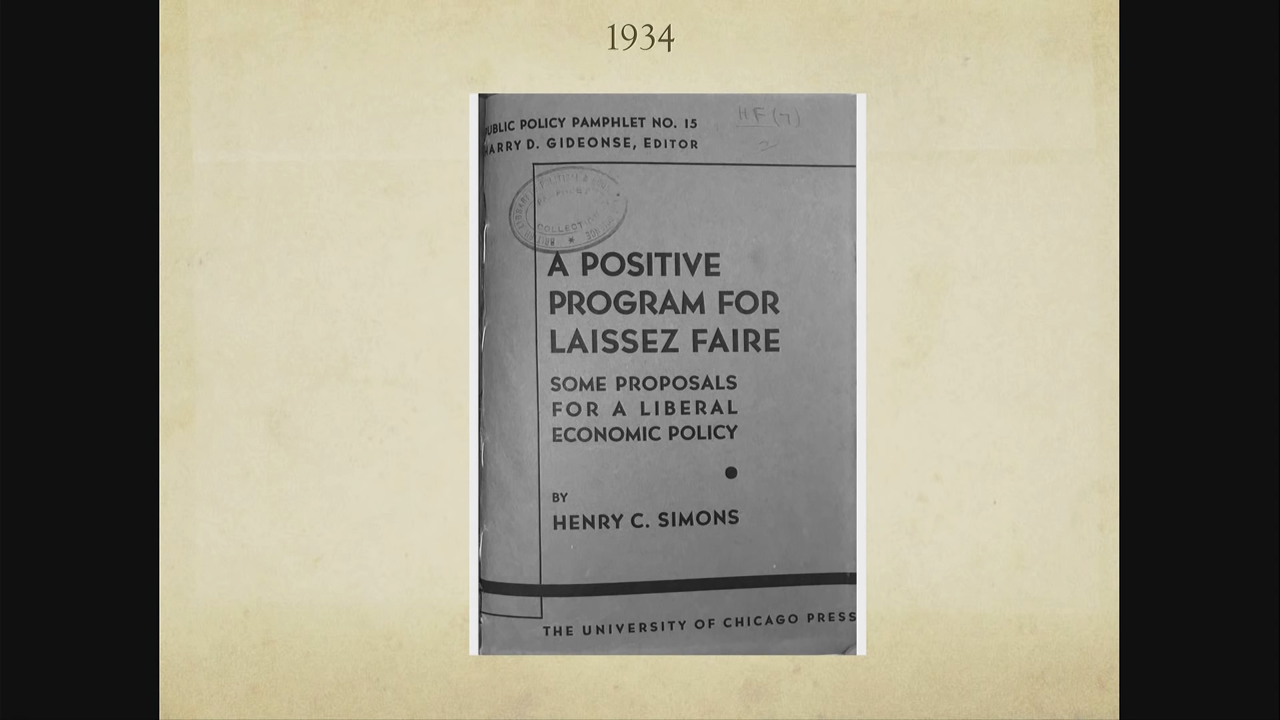 1934
PUBLIC POLICY PAMPHLET NO. 15
HARRY D. GIDEONSE, EDITOR
COLLECTION
A POSITIVE
PROGRAM FOR
LAISSEZ FAIRE
SOME PROPOSALS
FOR A LIBERAL
ECONOMIC POLICY
BY
HENRY C. SIMONS
THE UNIVERSITY OF CHICAGO PRESS